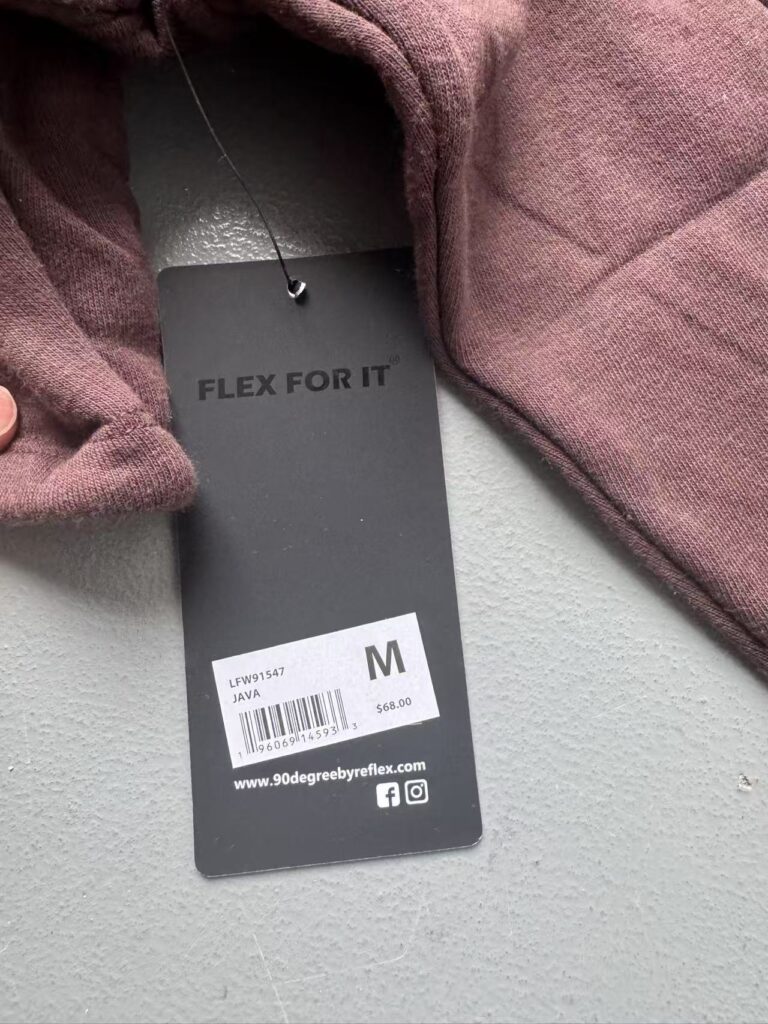 FLEX FOR IT®
LFW91547
JAVA
M
$68.00
1 96069 14593 3
www.90degreebyreflex.com